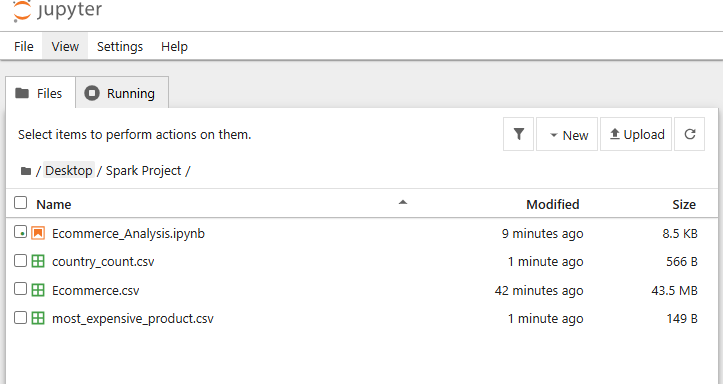 jupyter
File View Settings Help
Files Running
Select items to perform actions on them.
New Upload
/ Desktop / Spark Project /
Name Modified Size
Ecommerce_Analysis.ipynb 9 minutes ago 8.5 KB
country_count.csv 1 minute ago 566 B
Ecommerce.csv 42 minutes ago 43.5 MB
most_expensive_product.csv 1 minute ago 149 B